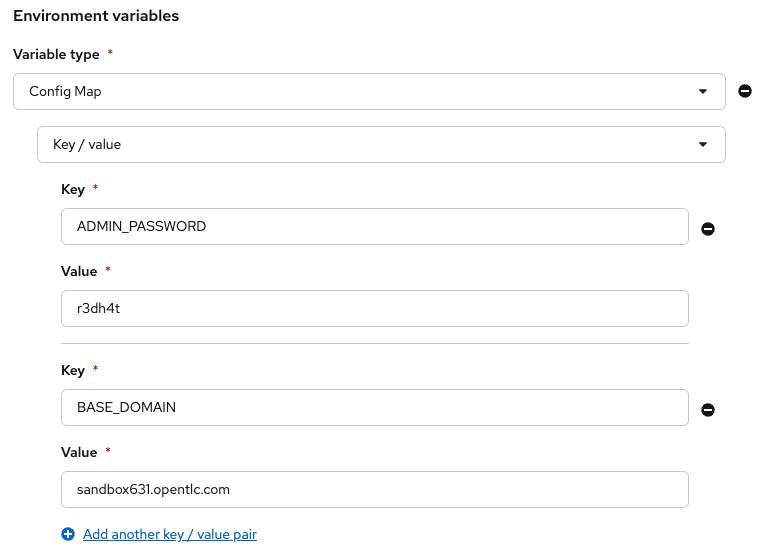 Environment variables
Variable type *
Config Map
Key / value
Key *
ADMIN_PASSWORD
Value *
r3dh4t
Key *
BASE_DOMAIN
Value *
sandbox631.opentlc.com
Add another key / value pair